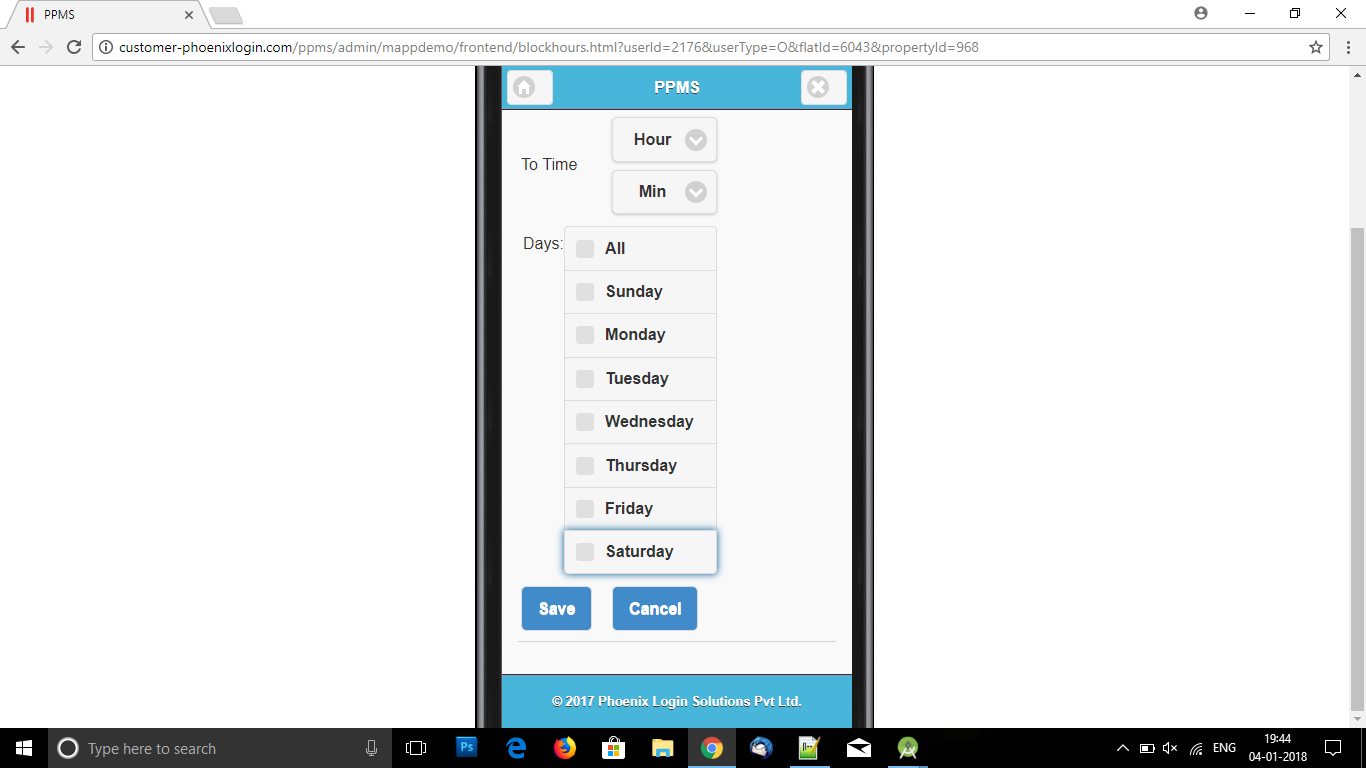 PPMS
customer-phoenixlogin.com/ppms/admin/mappdemo/frontend/blockhours.html?userId=2176&userType=O&flatId=6043&propertyId=968
PPMS
Hour
To Time
Min
Days:
All
Sunday
Monday
Tuesday
Wednesday
Thursday
Friday
Saturday
Save Cancel
© 2017 Phoenix Login Solutions Pvt Ltd.
Type here to search
Ps
ENG
19:44
04-01-2018